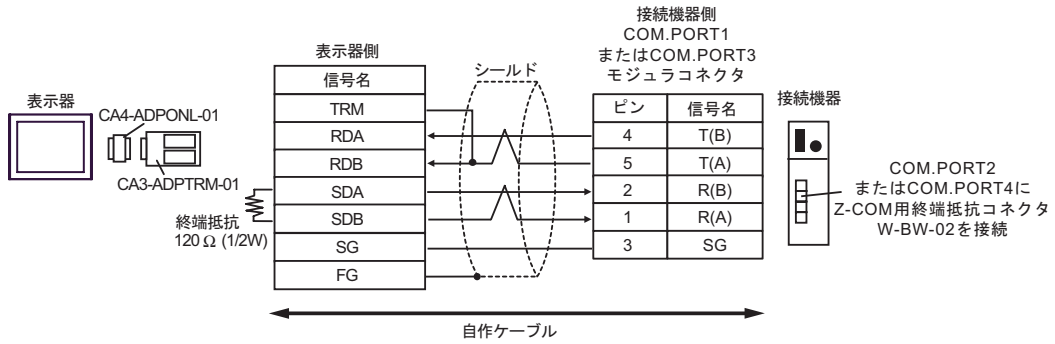 接続機器側
COM.PORT1
またはCOM.PORT3
モジュラコネクタ
表示器側
シールド
信号名
表示器
CA4-ADPONL-01
CA3-ADPTRM-01
TRM
RDA
RDB
SDA
SDB
SG
FG
終端抵抗
120Ω (1/2W)
ピン 信号名
4 T(B)
5 T(A)
2 R(B)
1 R(A)
3 SG
接続機器
COM.PORT2
またはCOM.PORT4に
Z-COM用終端抵抗コネクタ
W-BW-02を接続
自作ケーブル